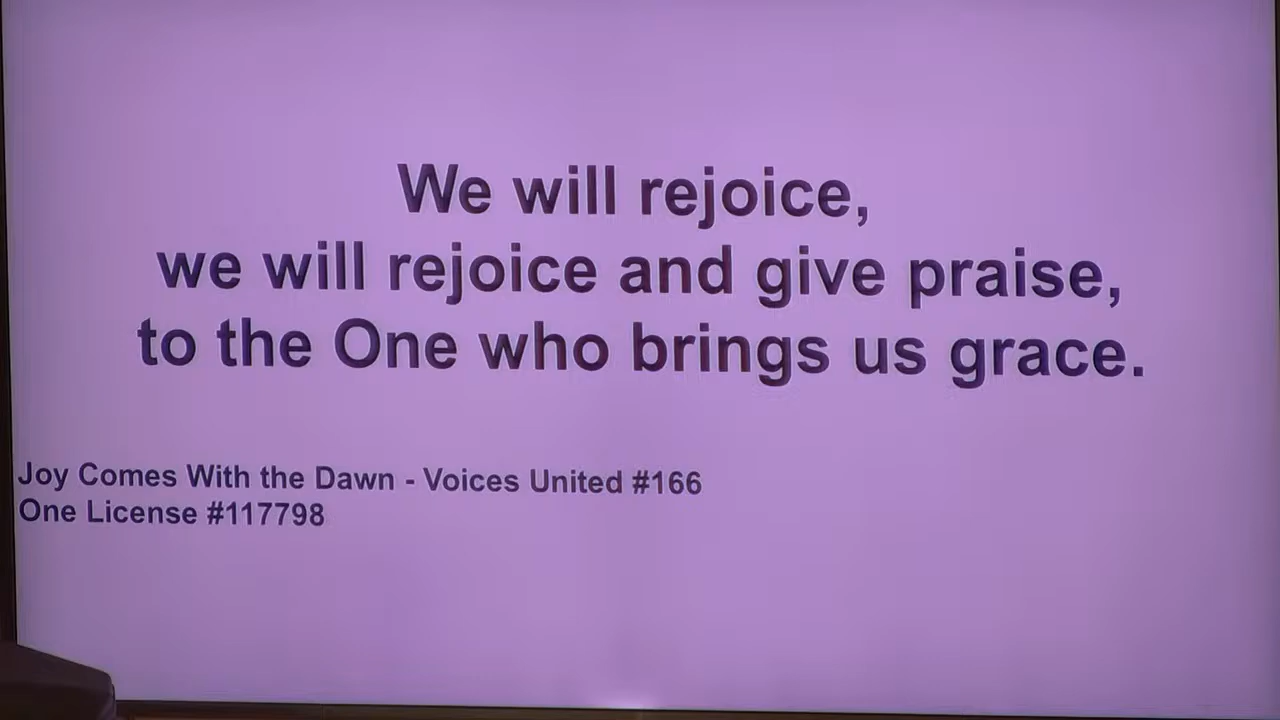 We will rejoice,
we will rejoice and give praise,
to the One who brings us grace.
Joy Comes With the Dawn - Voices United #166
One License #117798